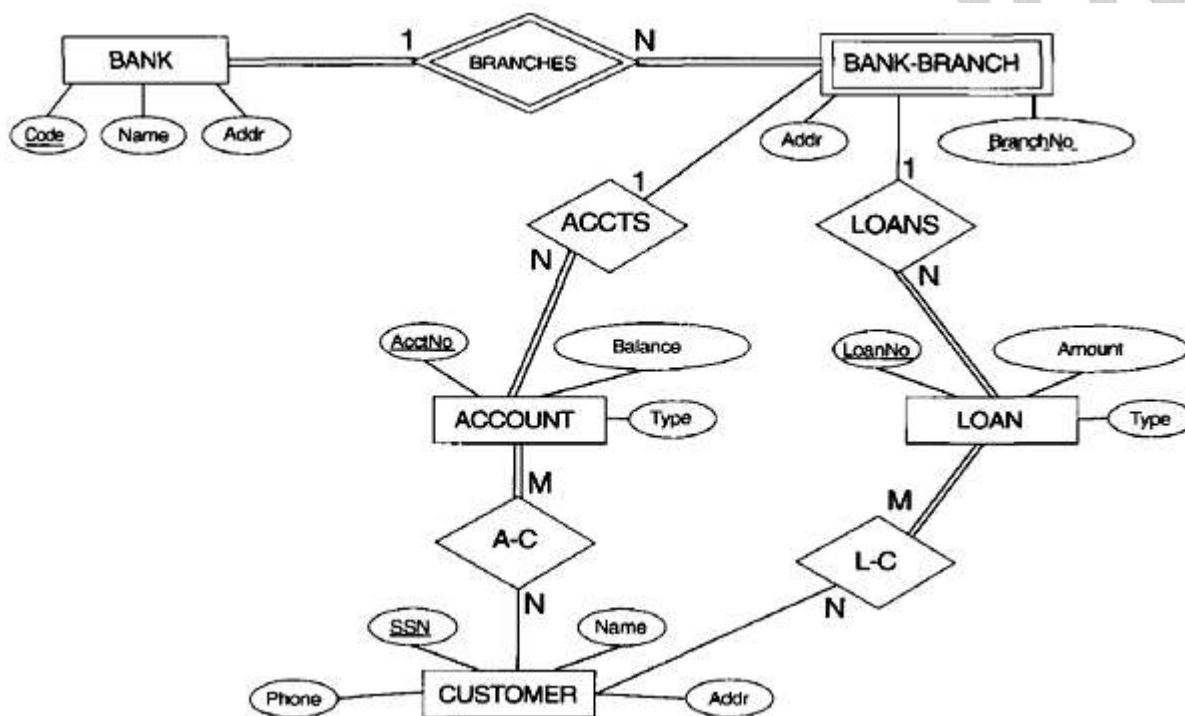 BANK
1
BRANCHES
N
BANK-BRANCH
Code
Name
Addr
Addr
BranchNo
1
ACCTS
N
1
LOANS
N
AcctNo
Balance
ACCOUNT
Type
LoanNo
Amount
LOAN
Type
M
A-C
N
M
L-C
N
SSN
Name
Phone
CUSTOMER
Addr